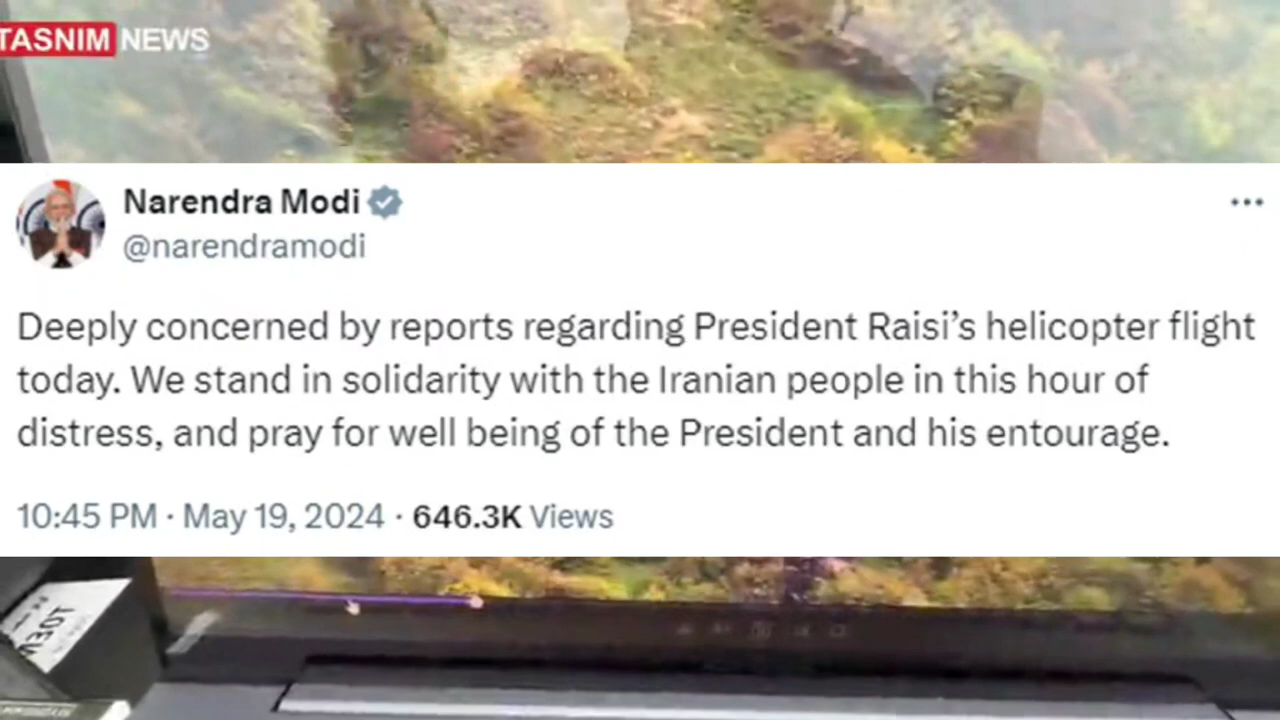 TASNIM NEWS
Narendra Modi
@narendramodi
Deeply concerned by reports regarding President Raisi’s helicopter flight
today. We stand in solidarity with the Iranian people in this hour of
distress, and pray for well being of the President and his entourage.
10:45 PM · May 19, 2024 · 646.3K Views